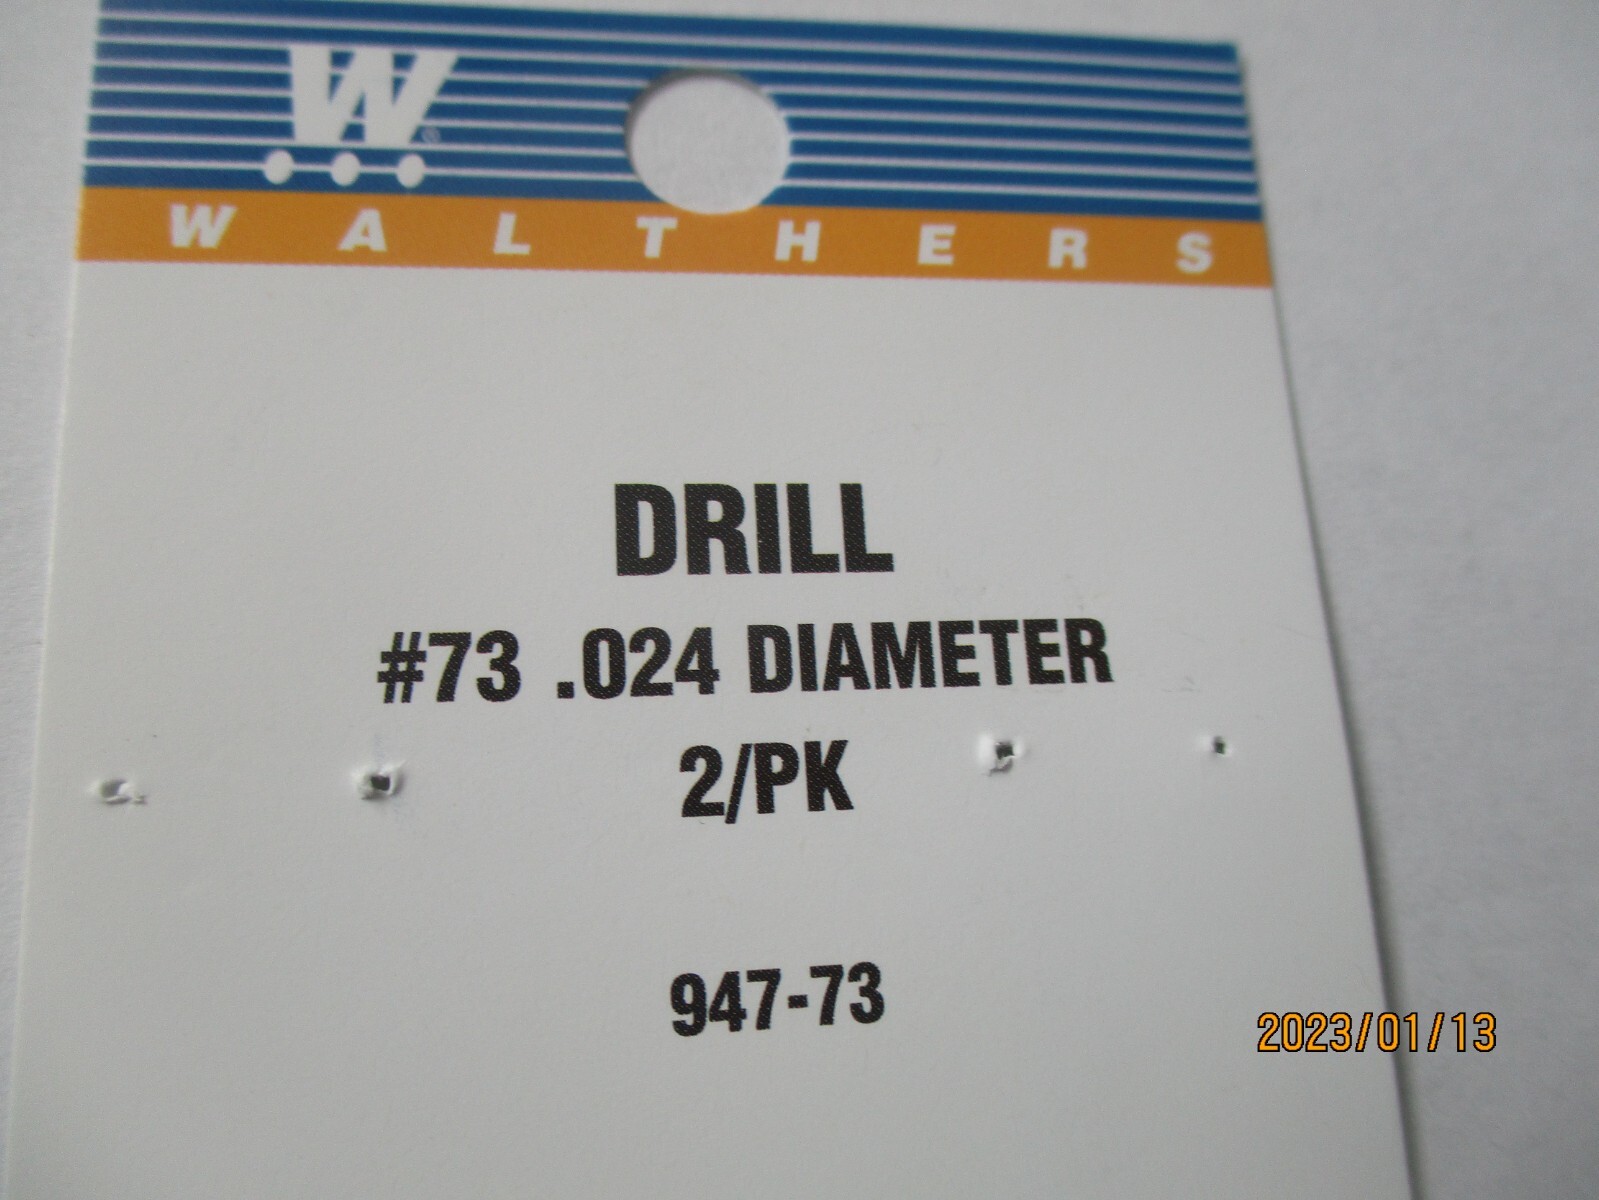 W®
WALTHERS
DRILL
#73 .024 DIAMETER
2/PK
947-73
2023/01/13